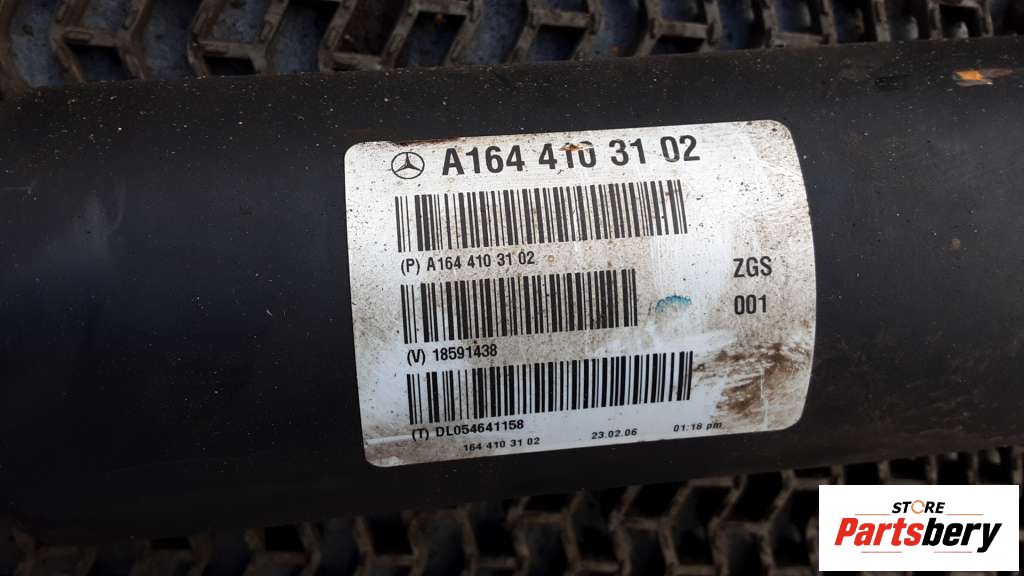 A164 410 31 02
(P) A164 410 31 02
ZGS
001
(V) 18591438
(T) DL054641158
164 410 31 02 23.02.06 01:18 pm
STORE
Partsbery